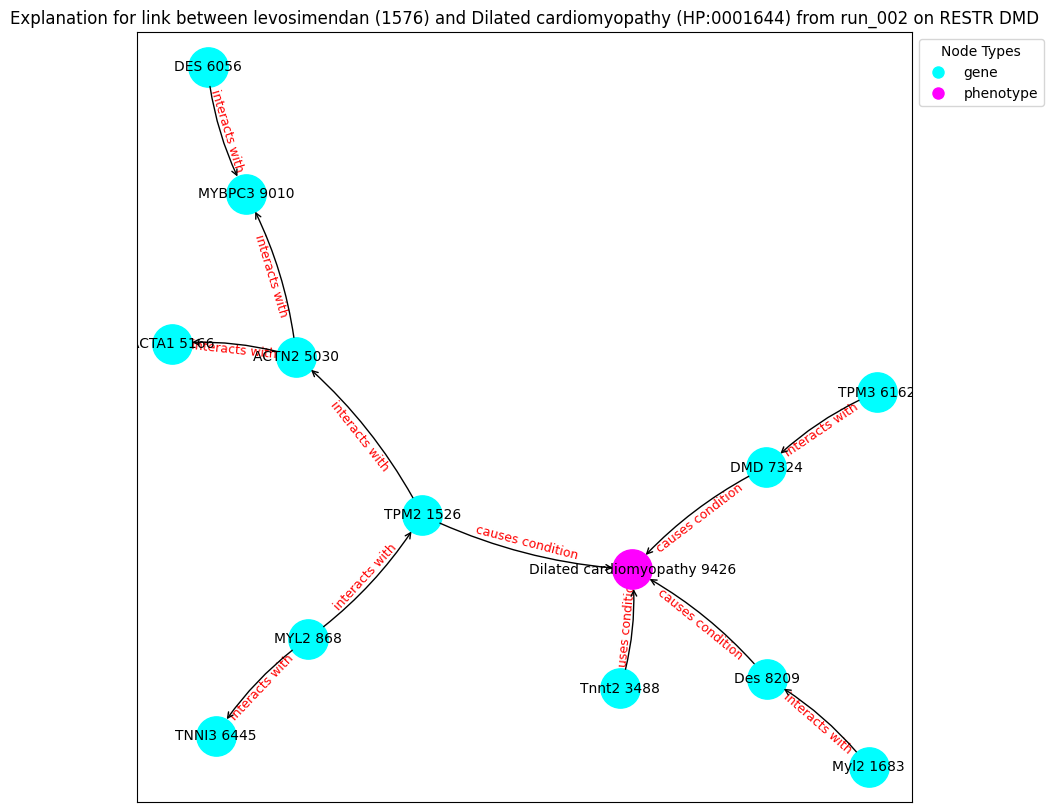 Explanation for link between levosimendan (1576) and Dilated cardiomyopathy (HP:0001644) from run_002 on RESTR DMD
Node Types
gene
phenotype
DES 6056
interacts with
MYBPC3 9010
interacts with
CTA1 5166
interacts with
ACTN2 5030
interacts with
TPM3 6162
interacts with
DMD 7324
causes condition
TPM2 1526
causes condition
Dilated cardiomyopathy 9426
interacts with
MYL2 868
interacts with
TNNI3 6445
uses condition
Tnnt2 3488
causes condition
Des 8209
interacts with
Myl2 1683